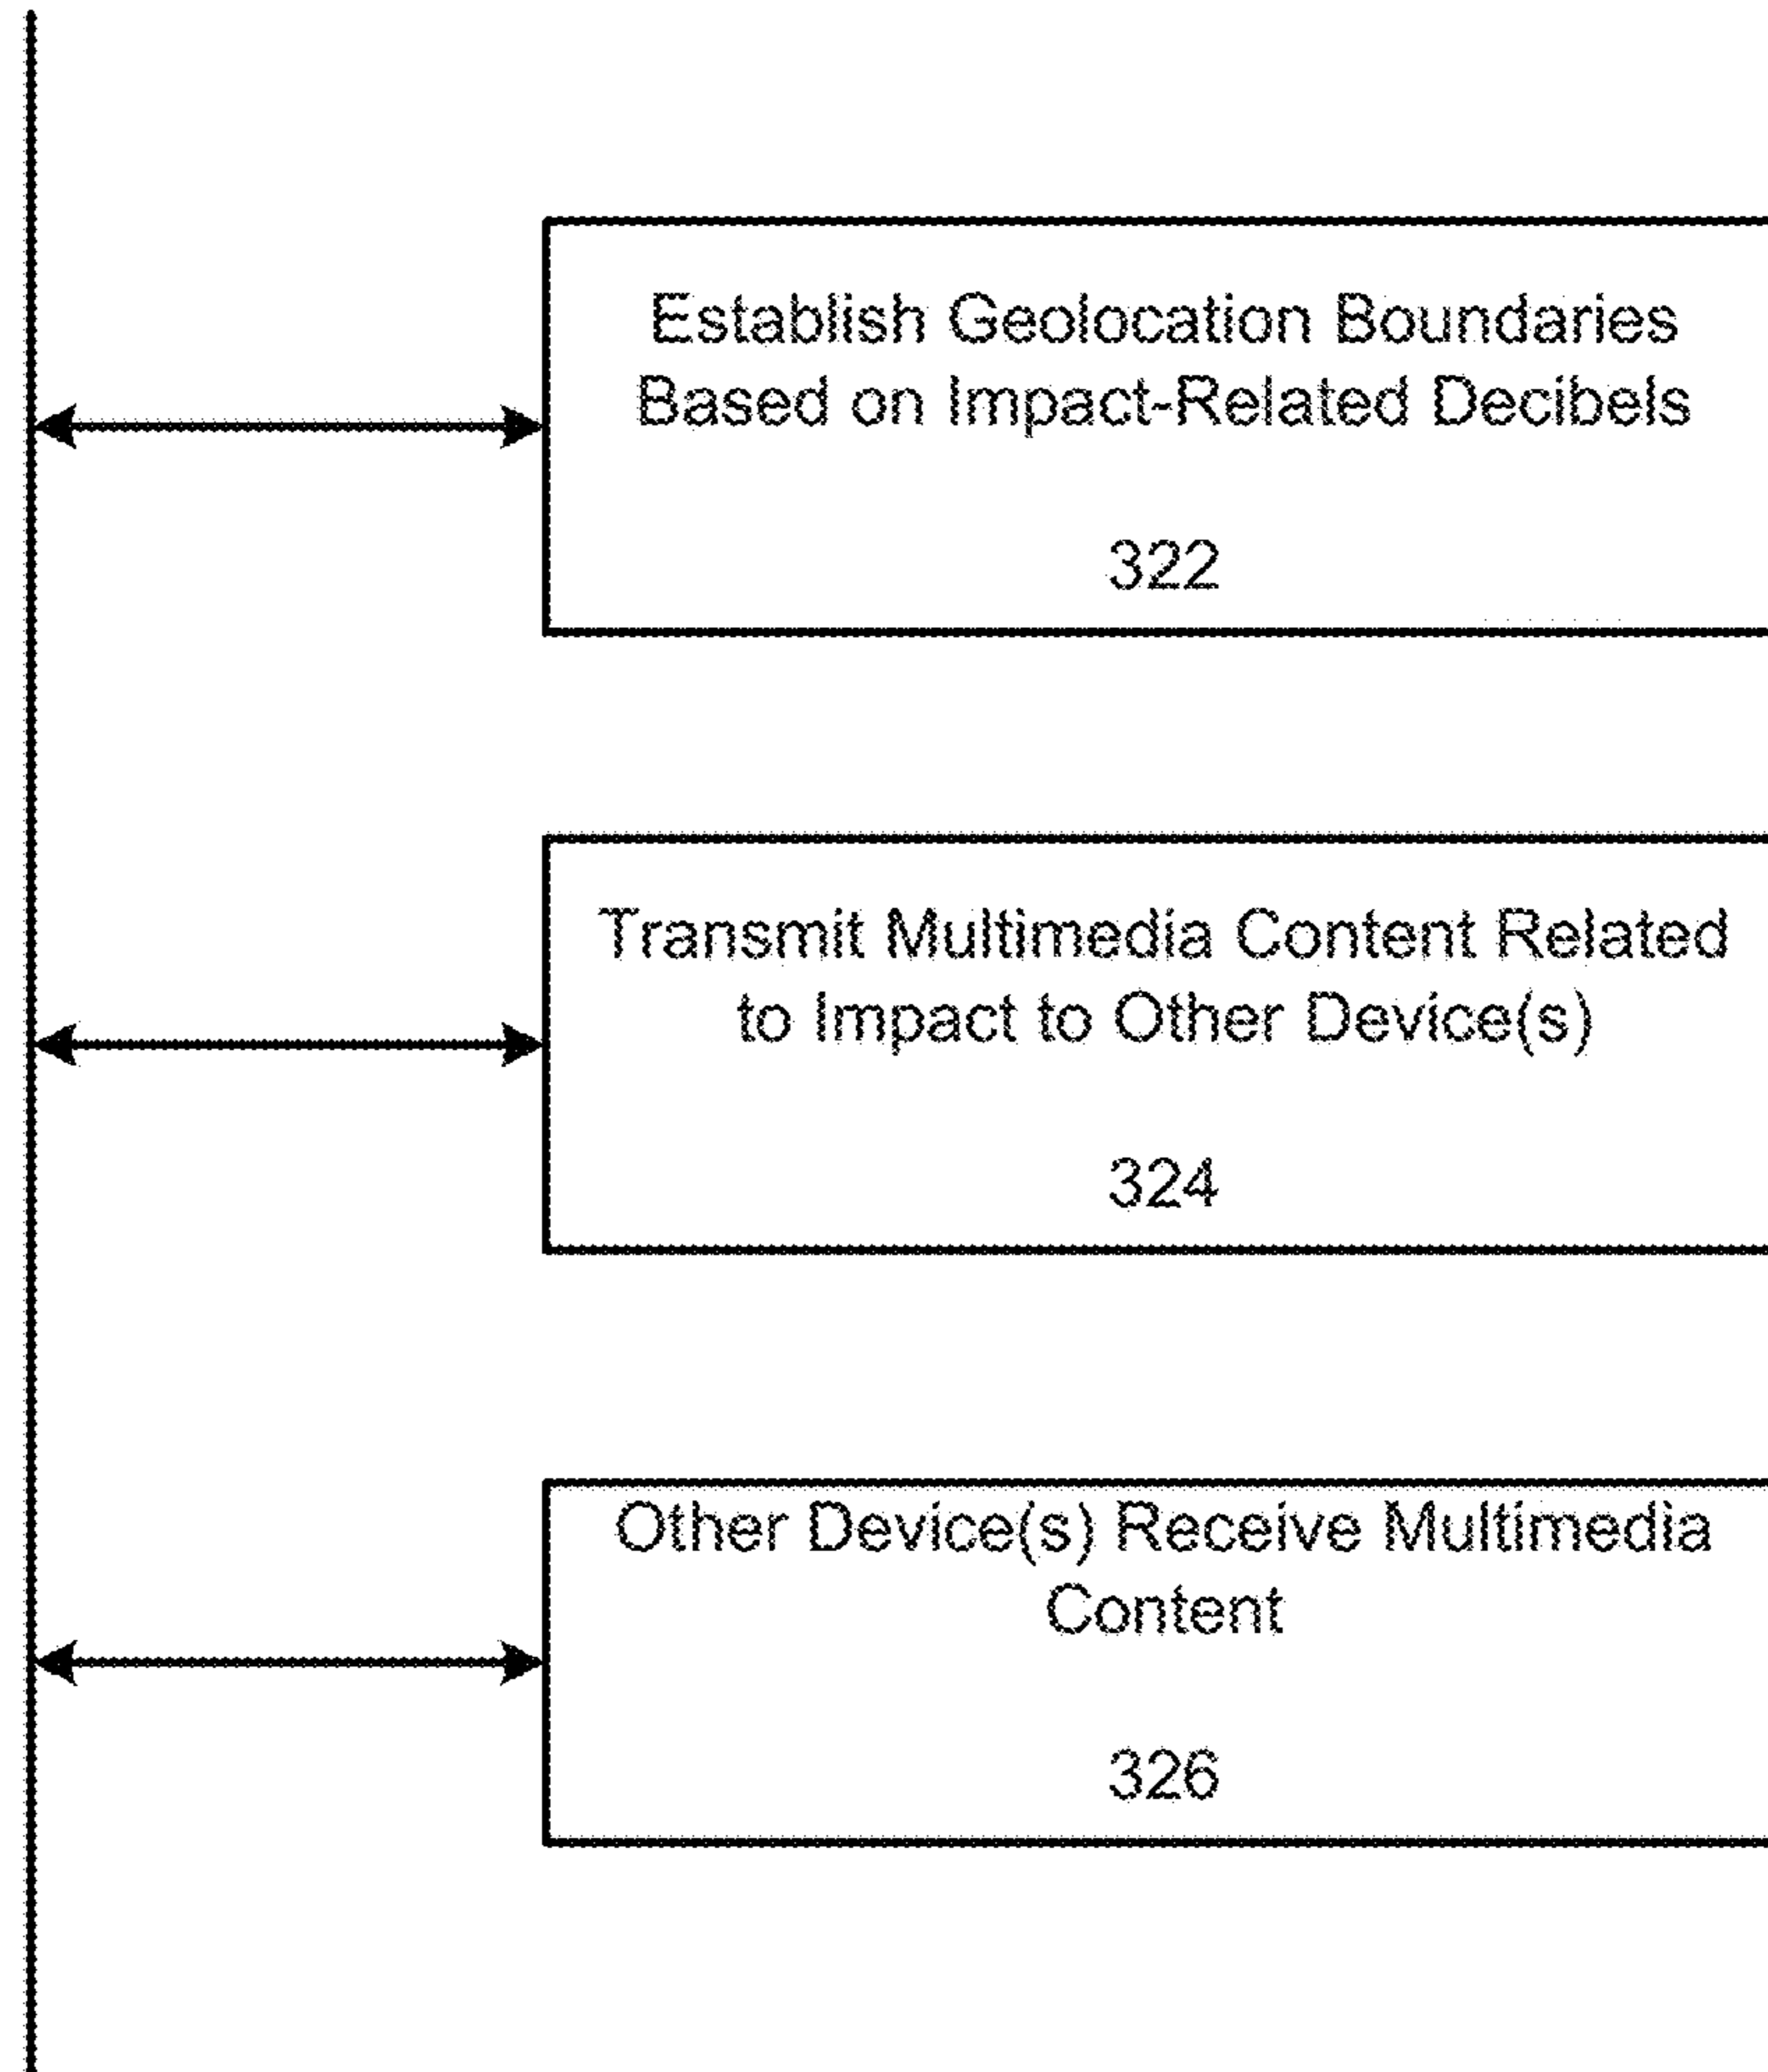 Establish Geolocation Boundaries
Based on Impact-Related Decibels
322
Transmit Multimedia Content Related
to Impact to Other Device(s)
324
Other Device(s) Receive Multimedia
Content
326